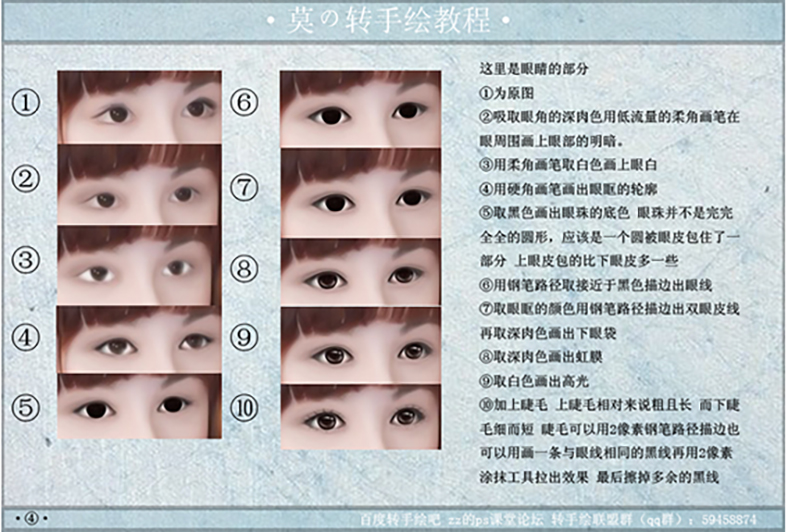 ·莫の转手绘教程·
①
②
③
④
⑤
⑥
⑦
⑧
⑨
⑩
这里是眼睛的部分
①为原图
②吸取眼角的深肉色用低流量的柔角画笔在
眼周围画上眼部的明暗。
③用柔角画笔取白色画上眼白
④用硬角画笔画出眼眶的轮廓
⑤取黑色画出眼珠的底色 眼珠并不是完完
全全的圆形，应该是一个圆被眼皮包住了一
部分 上眼皮包的比下眼皮多一些
⑥用钢笔路径取接近于黑色描边出眼线
⑦取眼眶的颜色用钢笔路径描边出双眼皮线
再取深肉色画出下眼袋
⑧取深肉色画出虹膜
⑨取白色画出高光
⑩加上睫毛 上睫毛相对来说粗且长 而下睫
毛细而短 睫毛可以用2像素钢笔路径描边也
可以用画一条与眼线相同的黑线再用2像素
涂抹工具拉出效果 最后擦掉多余的黑线
·④·
百度转手绘吧 zz的ps课堂论坛 转手绘联盟群（qq群）：59458874